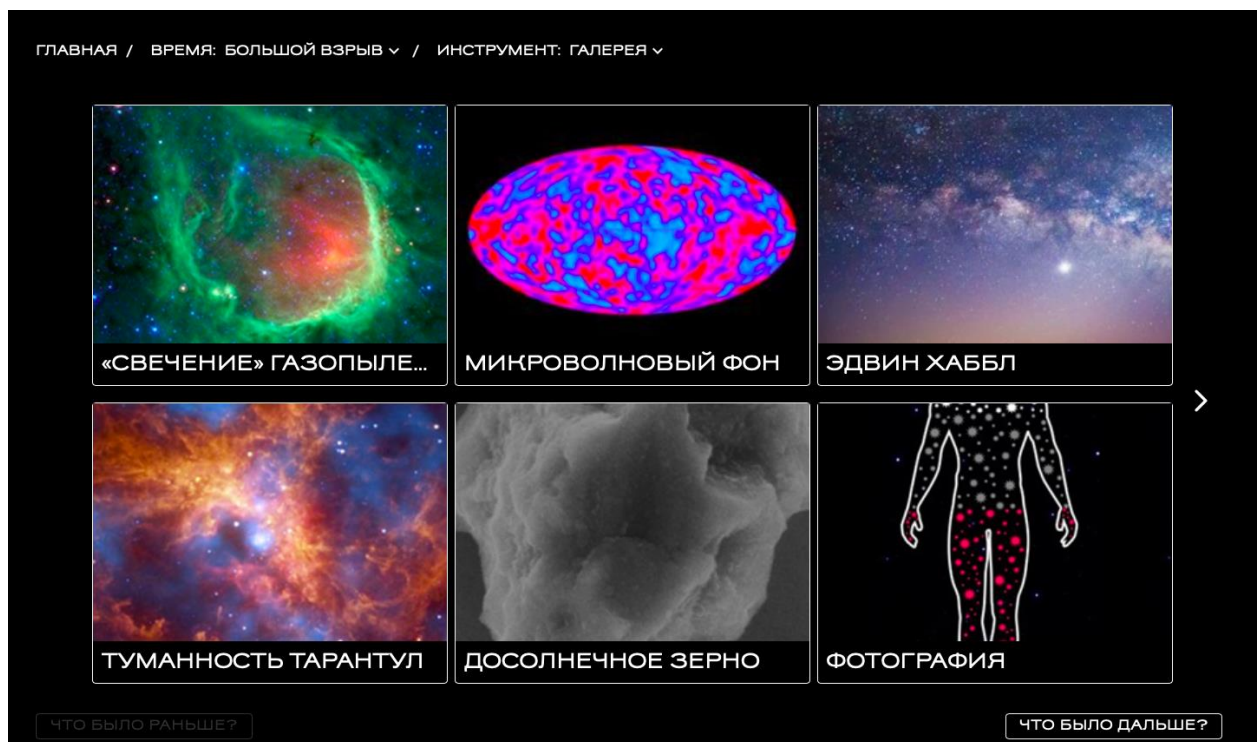 ГЛАВНАЯ / ВРЕМЯ: БОЛЬШОЙ ВЗРЫВ / ИНСТРУМЕНТ: ГАЛЕРЕЯ
«СВЕЧЕНИЕ» ГАЗОПЫЛЕ...
МИКРОВОЛНОВЫЙ ФОН
ЭДВИН ХАББЛ
ТУМАННОСТЬ ТАРАНТУЛ
ДОСОЛНЕЧНОЕ ЗЕРНО
ФОТОГРАФИЯ
ЧТО БЫЛО РАНЬШЕ?
ЧТО БЫЛО ДАЛЬШЕ?